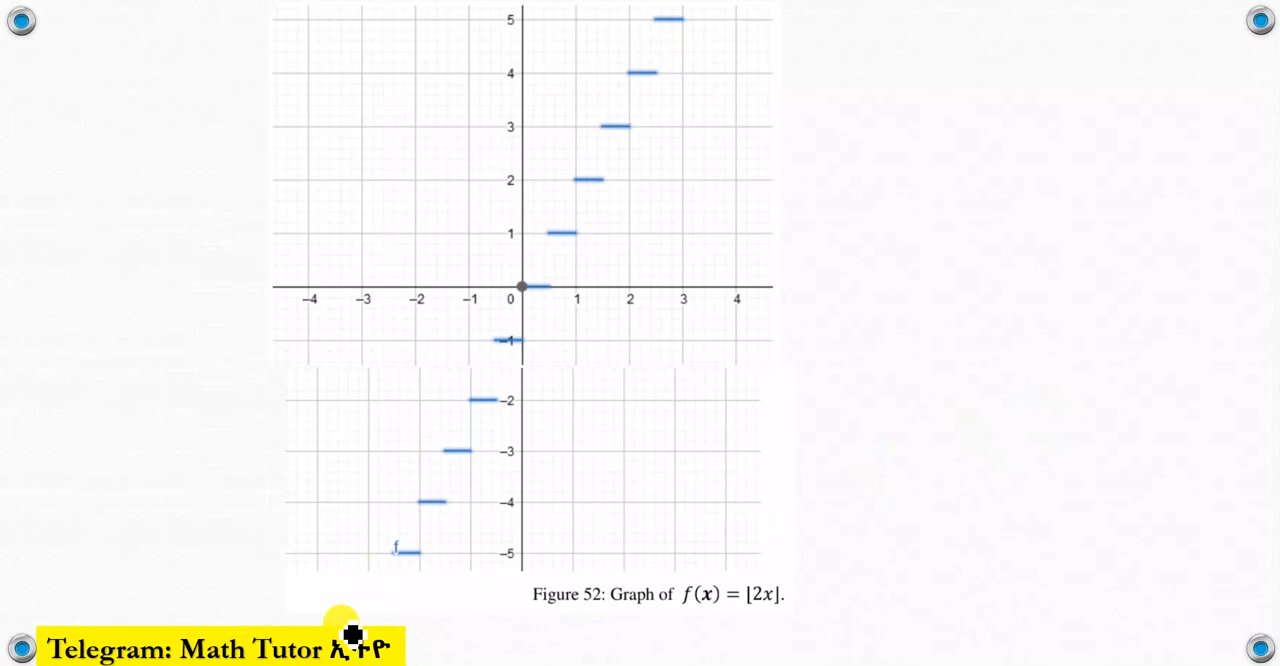 5
4
3
2
1
−4 −3 −2 −1 0 1 2 3 4
−1
−2
−3
−4
f
−5
Figure 52: Graph of f(x) = ⌊2x⌋.
Telegram: Math Tutor